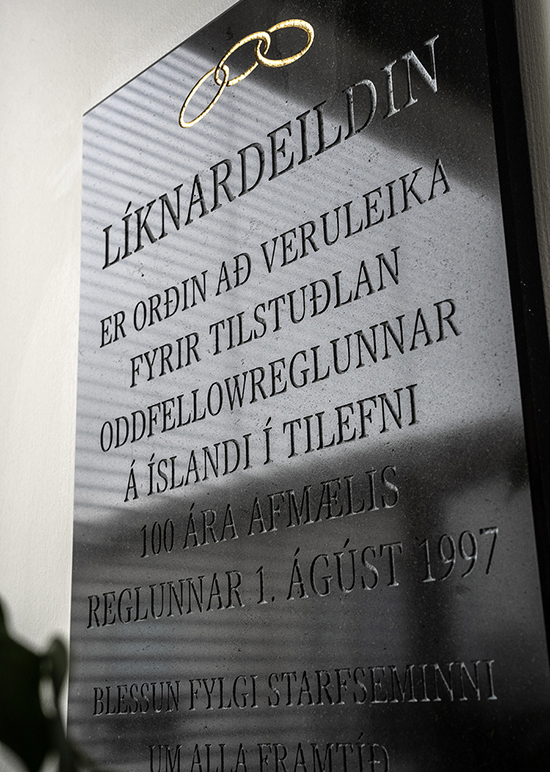 LÍKNARDEILDIN
ER ORÐIN AÐ VERULEIKA
FYRIR TILSTUÐLAN
ODDFELLOWREGLUNNAR
Á ÍSLANDI Í TILEFNI
100 ÁRA AFMÆLIS
REGLUNNAR 1. ÁGÚST 1997
BLESSUN FYLGI STARFSEMINNI
UM ALLA FRAMTÍÐ